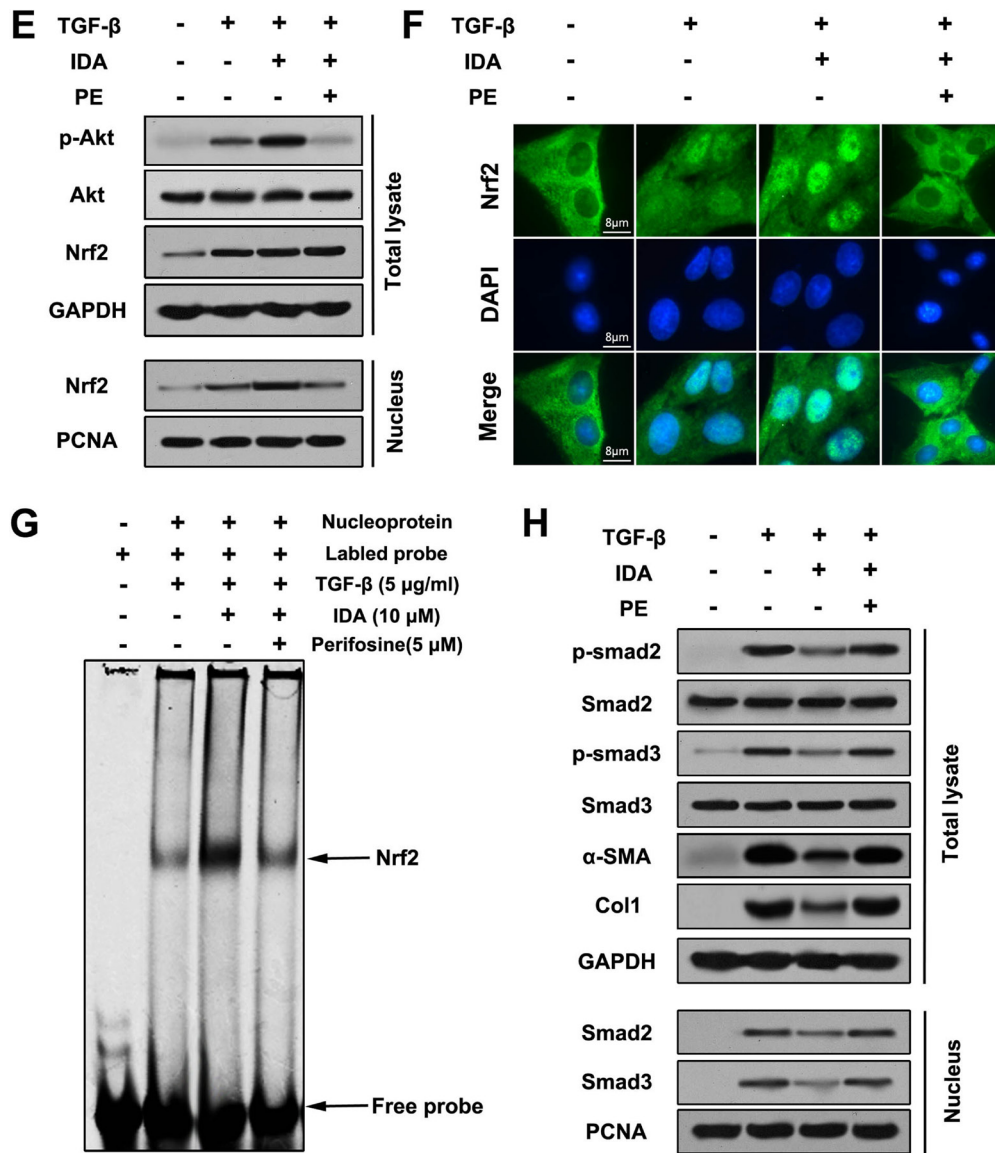 E
TGF-β - + + +
IDA - - + +
PE - - - +
p-Akt
Akt
Nrf2
GAPDH
Total lysate
Nrf2
PCNA
Nucleus
F
TGF-β - + + +
IDA - - + +
PE - - - +
Nrf2
8μm
DAPI
8μm
Merge
8μm
G
- + + + Nucleoprotein
+ + + + Labled probe
- + + + TGF-β (5 μg/ml)
- - + + IDA (10 μM)
- - - + Perifosine(5 μM)
Nrf2
Free probe
H
TGF-β - + + +
IDA - - + +
PE - - - +
p-smad2
Smad2
p-smad3
Smad3
α-SMA
Col1
GAPDH
Total lysate
Smad2
Smad3
PCNA
Nucleus